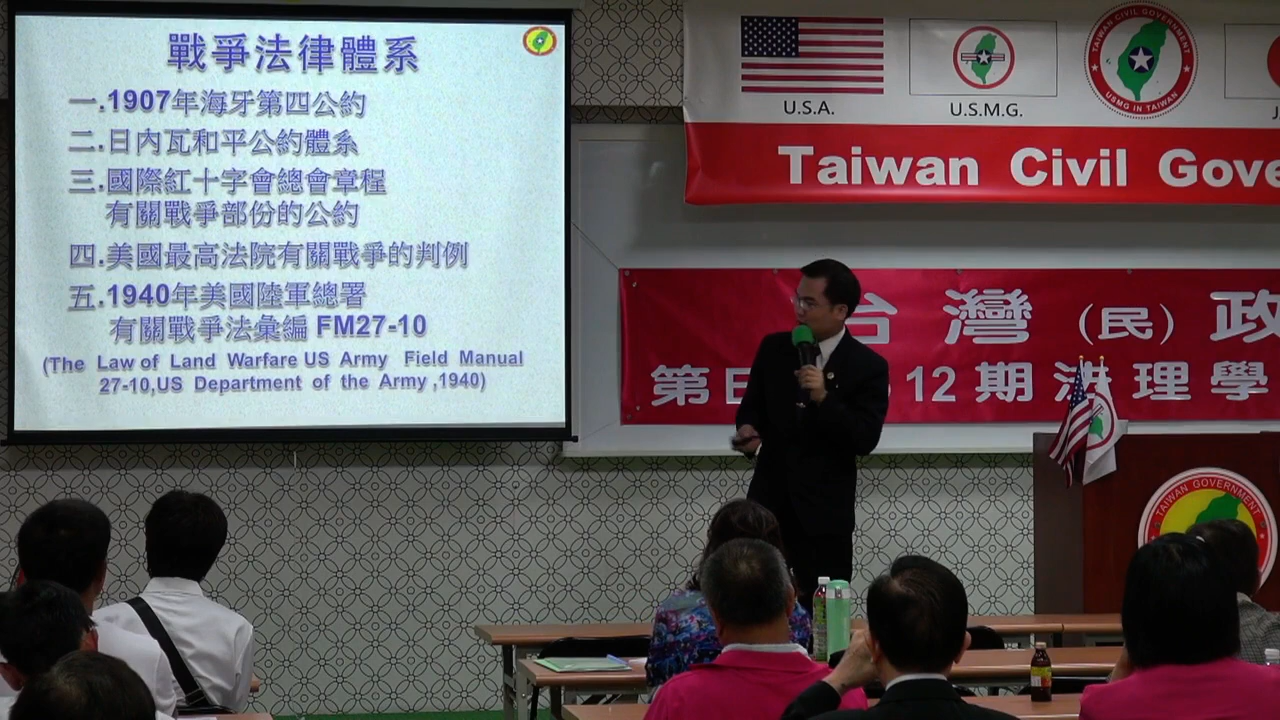 戰爭法律體系
一.1907年海牙第四公約
二.日內瓦和平公約體系
三.國際紅十字會總會章程
有關戰爭部份的公約
四.美國最高法院有關戰爭的判例
五.1940年美國陸軍總署
有關戰爭法彙編 FM27-10
(The Law of Land Warfare US Army Field Manual
27-10,US Department of the Army ,1940)
U.S.A.
U.S.M.G.
TAIWAN CIVIL GOVERNMENT
USMG IN TAIWAN
J
Taiwan Civil Gove
台灣 (民) 政
第 12 期 理學
TAIWAN GOVERNMENT